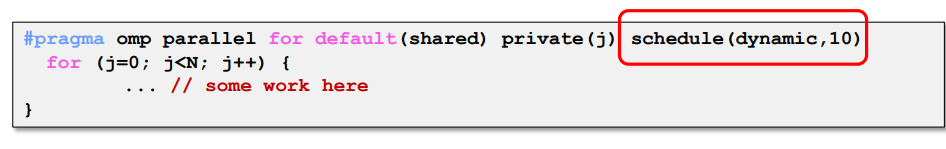 #pragma omp parallel for default(shared) private(j) schedule(dynamic,10)
for (j=0; j<N; j++) {
... // some work here
}